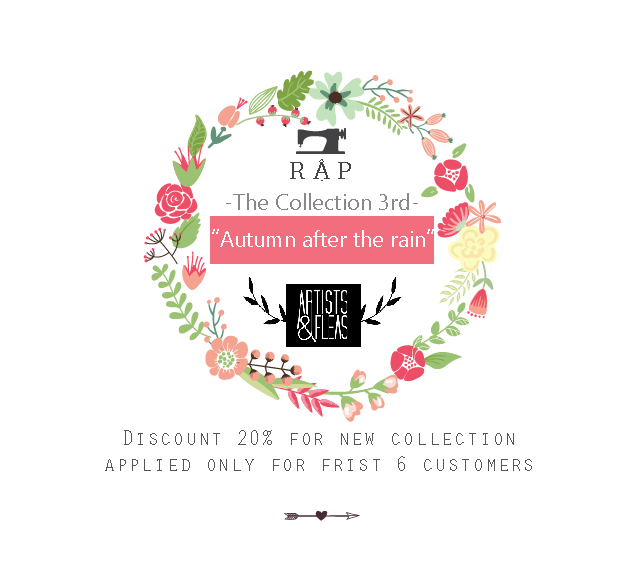 RẬP
-The Collection 3rd-
“Autumn after the rain“
ARTISTS
&FLEAS
DISCOUNT 20% FOR NEW COLLECTION
APPLIED ONLY FOR FRIST 6 CUSTOMERS